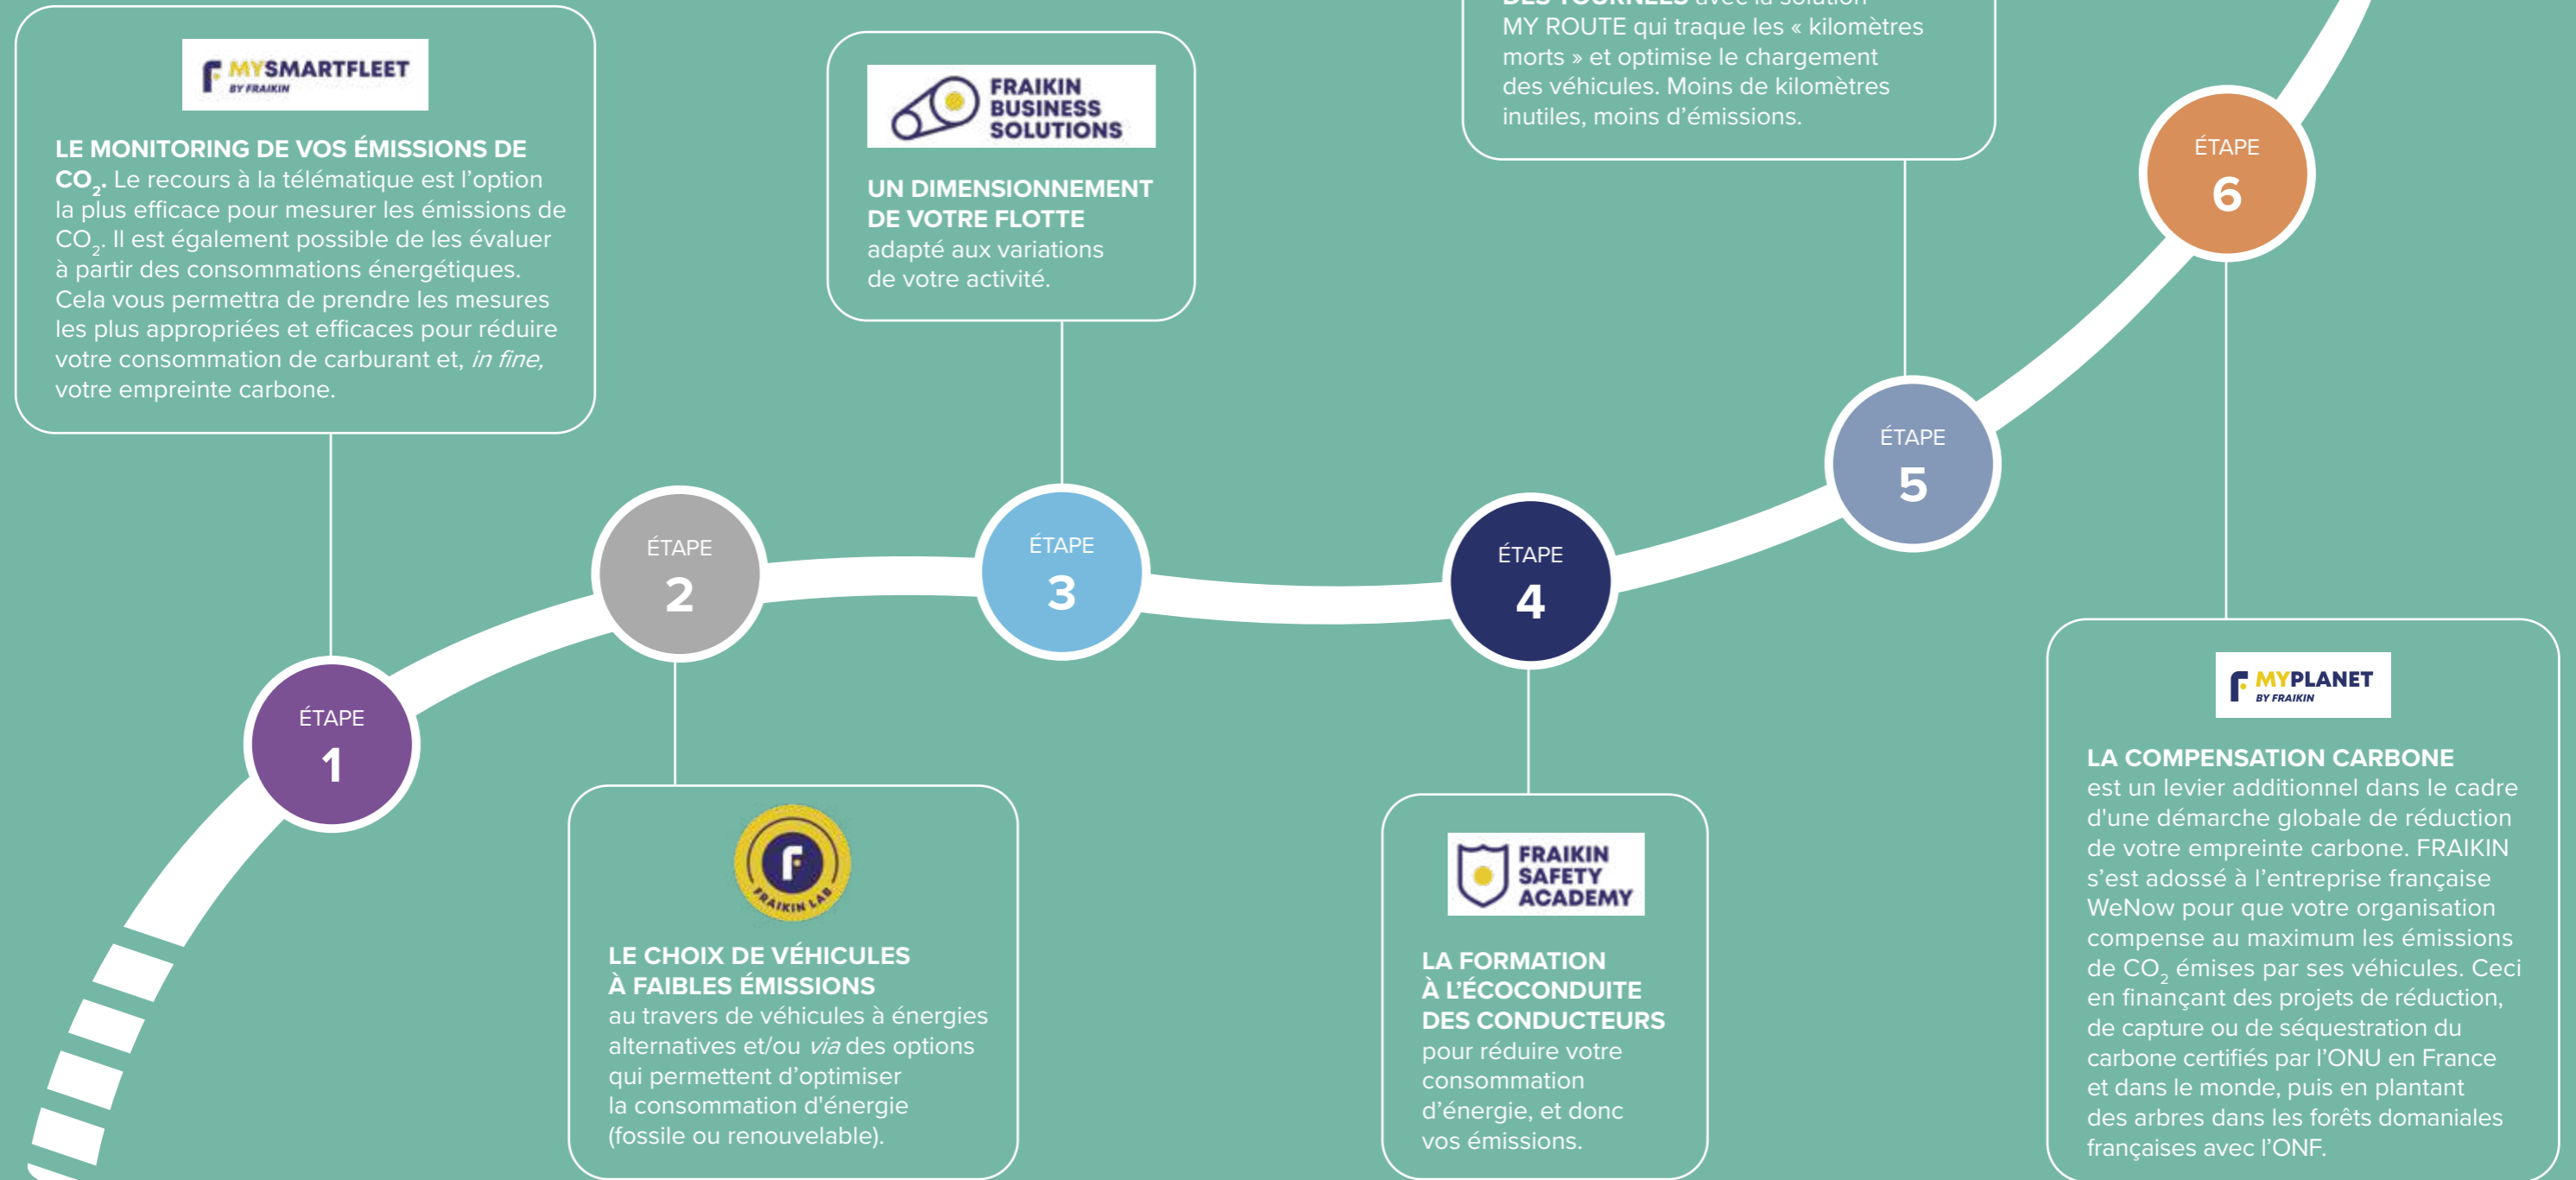 MYSMARTFLEET
BY FRAIKIN
LE MONITORING DE VOS ÉMISSIONS DE
CO₂. Le recours à la télématique est l’option
la plus efficace pour mesurer les émissions de
CO₂. Il est également possible de les évaluer
à partir des consommations énergétiques.
Cela vous permettra de prendre les mesures
les plus appropriées et efficaces pour réduire
votre consommation de carburant et, in fine,
votre empreinte carbone.
ÉTAPE
1
ÉTAPE
2
FRAIKIN LAB
LE CHOIX DE VÉHICULES
À FAIBLES ÉMISSIONS
au travers de véhicules à énergies
alternatives et/ou via des options
qui permettent d’optimiser
la consommation d'énergie
(fossile ou renouvelable).
FRAIKIN
BUSINESS
SOLUTIONS
UN DIMENSIONNEMENT
DE VOTRE FLOTTE
adapté aux variations
de votre activité.
ÉTAPE
3
ÉTAPE
4
FRAIKIN
SAFETY
ACADEMY
LA FORMATION
À L’ÉCOCONDUITE
DES CONDUCTEURS
pour réduire votre
consommation
d’énergie, et donc
vos émissions.
DES TOURNÉES avec la solution
MY ROUTE qui traque les « kilomètres
morts » et optimise le chargement
des véhicules. Moins de kilomètres
inutiles, moins d’émissions.
ÉTAPE
5
ÉTAPE
6
MYPLANET
BY FRAIKIN
LA COMPENSATION CARBONE
est un levier additionnel dans le cadre
d'une démarche globale de réduction
de votre empreinte carbone. FRAIKIN
s’est adossé à l’entreprise française
WeNow pour que votre organisation
compense au maximum les émissions
de CO₂ émises par ses véhicules. Ceci
en finançant des projets de réduction,
de capture ou de séquestration du
carbone certifiés par l’ONU en France
et dans le monde, puis en plantant
des arbres dans les forêts domaniales
françaises avec l’ONF.